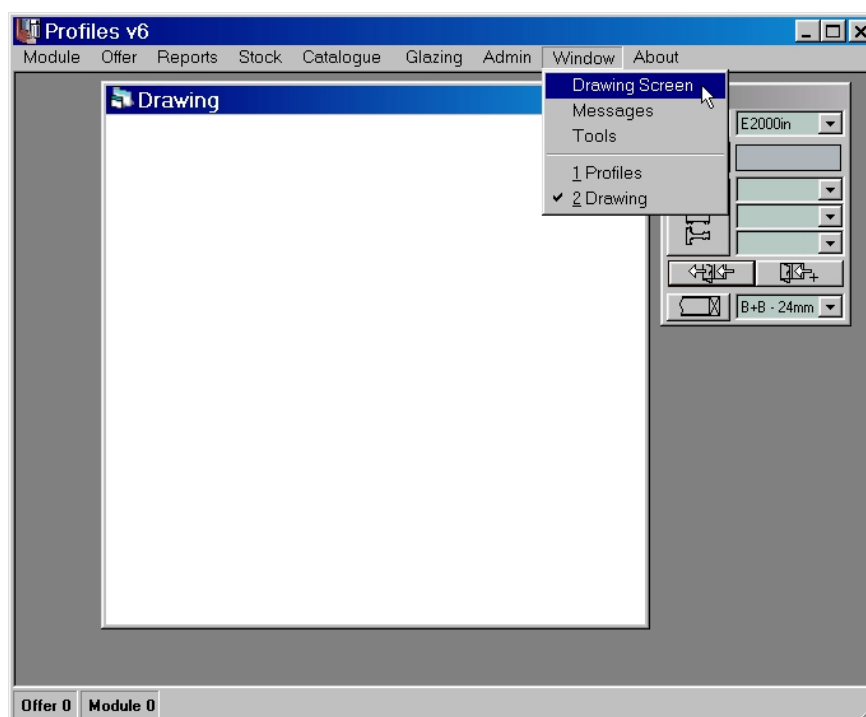 Profiles v6
Module Offer Reports Stock Catalogue Glazing Admin Window About
Drawing
Drawing Screen
Messages
Tools
1 Profiles
✔ 2 Drawing
E2000in
B+B - 24mm
Offer 0 Module 0